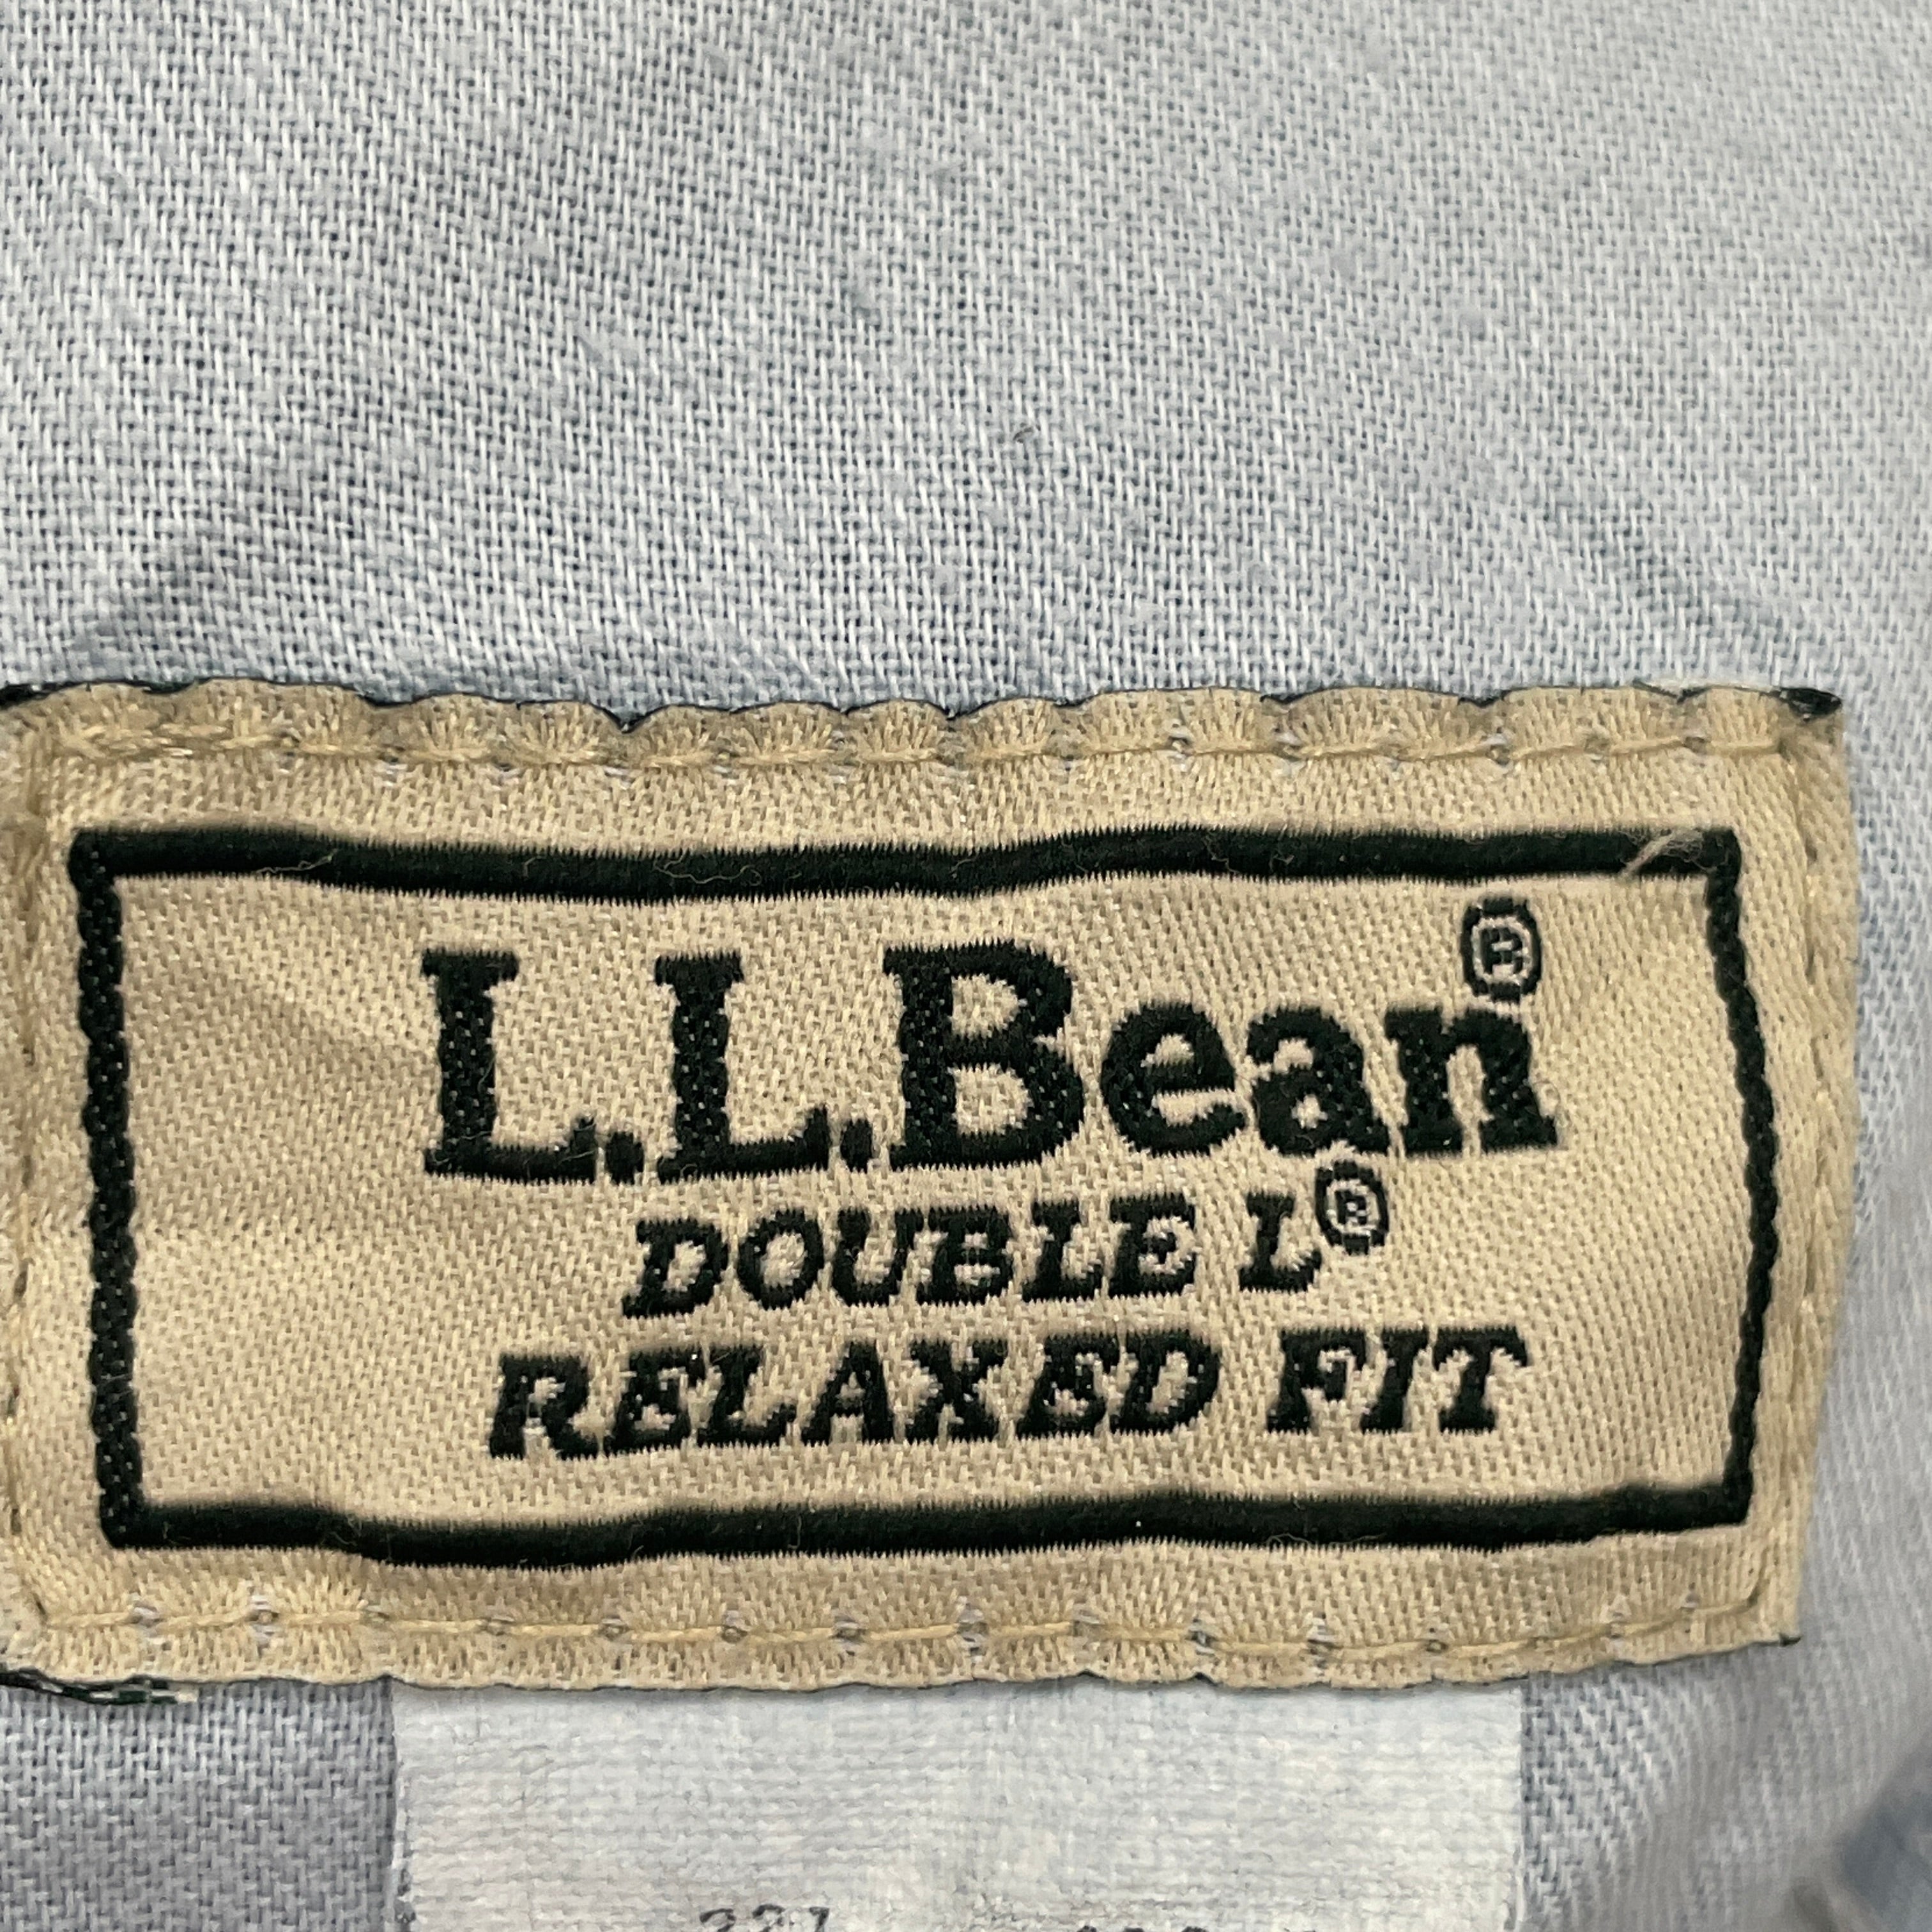 L.L.Bean®
DOUBLE L®
RELAXED FIT